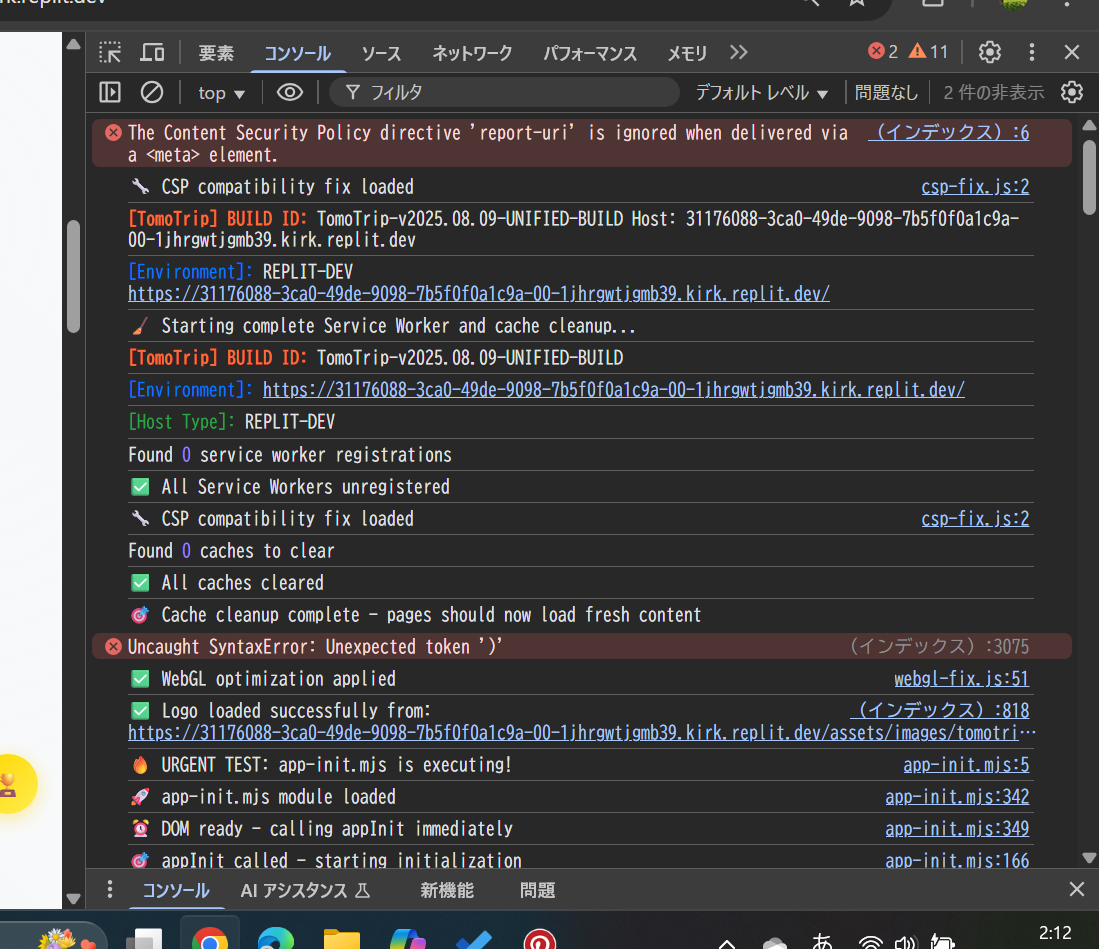 rk.replit.dev
要素 コンソール ソース ネットワーク パフォーマンス メモリ 2 11
top ▼ フィルタ デフォルト レベル ▼ 問題なし 2 件の非表示
The Content Security Policy directive 'report-uri' is ignored when delivered via (インデックス):6
a <meta> element.
🔧 CSP compatibility fix loaded csp-fix.js:2
[TomoTrip] BUILD ID: TomoTrip-v2025.08.09-UNIFIED-BUILD Host: 31176088-3ca0-49de-9098-7b5f0f0a1c9a-
00-1jhrgwtjgmb39.kirk.replit.dev
[Environment]: REPLIT-DEV
https://31176088-3ca0-49de-9098-7b5f0f0a1c9a-00-1jhrgwtjgmb39.kirk.replit.dev/
🧹 Starting complete Service Worker and cache cleanup...
[TomoTrip] BUILD ID: TomoTrip-v2025.08.09-UNIFIED-BUILD
[Environment]: https://31176088-3ca0-49de-9098-7b5f0f0a1c9a-00-1jhrgwtjgmb39.kirk.replit.dev/
[Host Type]: REPLIT-DEV
Found 0 service worker registrations
✅ All Service Workers unregistered
🔧 CSP compatibility fix loaded csp-fix.js:2
Found 0 caches to clear
✅ All caches cleared
🎯 Cache cleanup complete - pages should now load fresh content
Uncaught SyntaxError: Unexpected token ')' (インデックス):3075
✅ WebGL optimization applied webgl-fix.js:51
✅ Logo loaded successfully from: (インデックス):818
https://31176088-3ca0-49de-9098-7b5f0f0a1c9a-00-1jhrgwtjgmb39.kirk.replit.dev/assets/images/tomotri…
🔥 URGENT TEST: app-init.mjs is executing! app-init.mjs:5
🚀 app-init.mjs module loaded app-init.mjs:342
⏰ DOM ready - calling appInit immediately app-init.mjs:349
🎯 appInit called - starting initialization app-init.mjs:166
コンソール AI アシスタンス 新機能 問題
あ 2:12